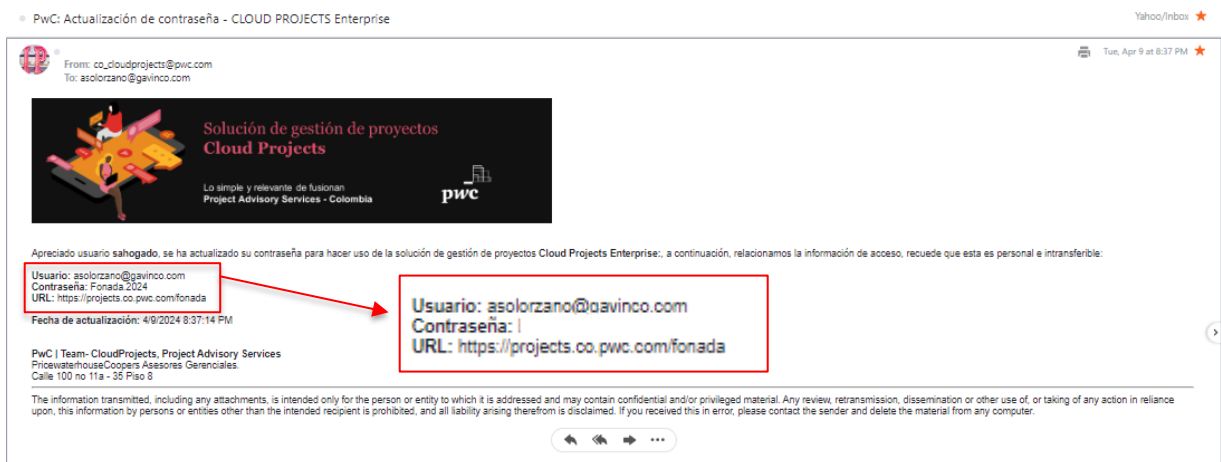 PwC: Actualización de contraseña - CLOUD PROJECTS Enterprise
Yahoo/Inbox
Tue, Apr 9 at 8:37 PM
From: co_cloudprojects@pwc.com
To: asolorzano@gavinco.com
Solución de gestión de proyectos
Cloud Projects
Lo simple y relevante de fusionan
Project Advisory Services - Colombia
pwc
Apreciado usuario sahogado, se ha actualizado su contraseña para hacer uso de la solución de gestión de proyectos Cloud Projects Enterprise:, a continuación, relacionamos la información de acceso, recuede que esta es personal e intransferible:
Usuario: asolorzano@gavinco.com
Contraseña: Fonada.2024
URL: https://projects.co.pwc.com/fonada
Fecha de actualización: 4/9/2024 8:37:14 PM
Usuario: asolorzano@gavinco.com
Contraseña:
URL: https://projects.co.pwc.com/fonada
PwC | Team- CloudProjects, Project Advisory Services
PricewaterhouseCoopers Asesores Gerenciales.
Calle 100 no 11a - 35 Piso 8
The information transmitted, including any attachments, is intended only for the person or entity to which it is addressed and may contain confidential and/or privileged material. Any review, retransmission, dissemination or other use of, or taking of any action in reliance
upon, this information by persons or entities other than the intended recipient is prohibited, and all liability arising therefrom is disclaimed. If you received this in error, please contact the sender and delete the material from any computer.